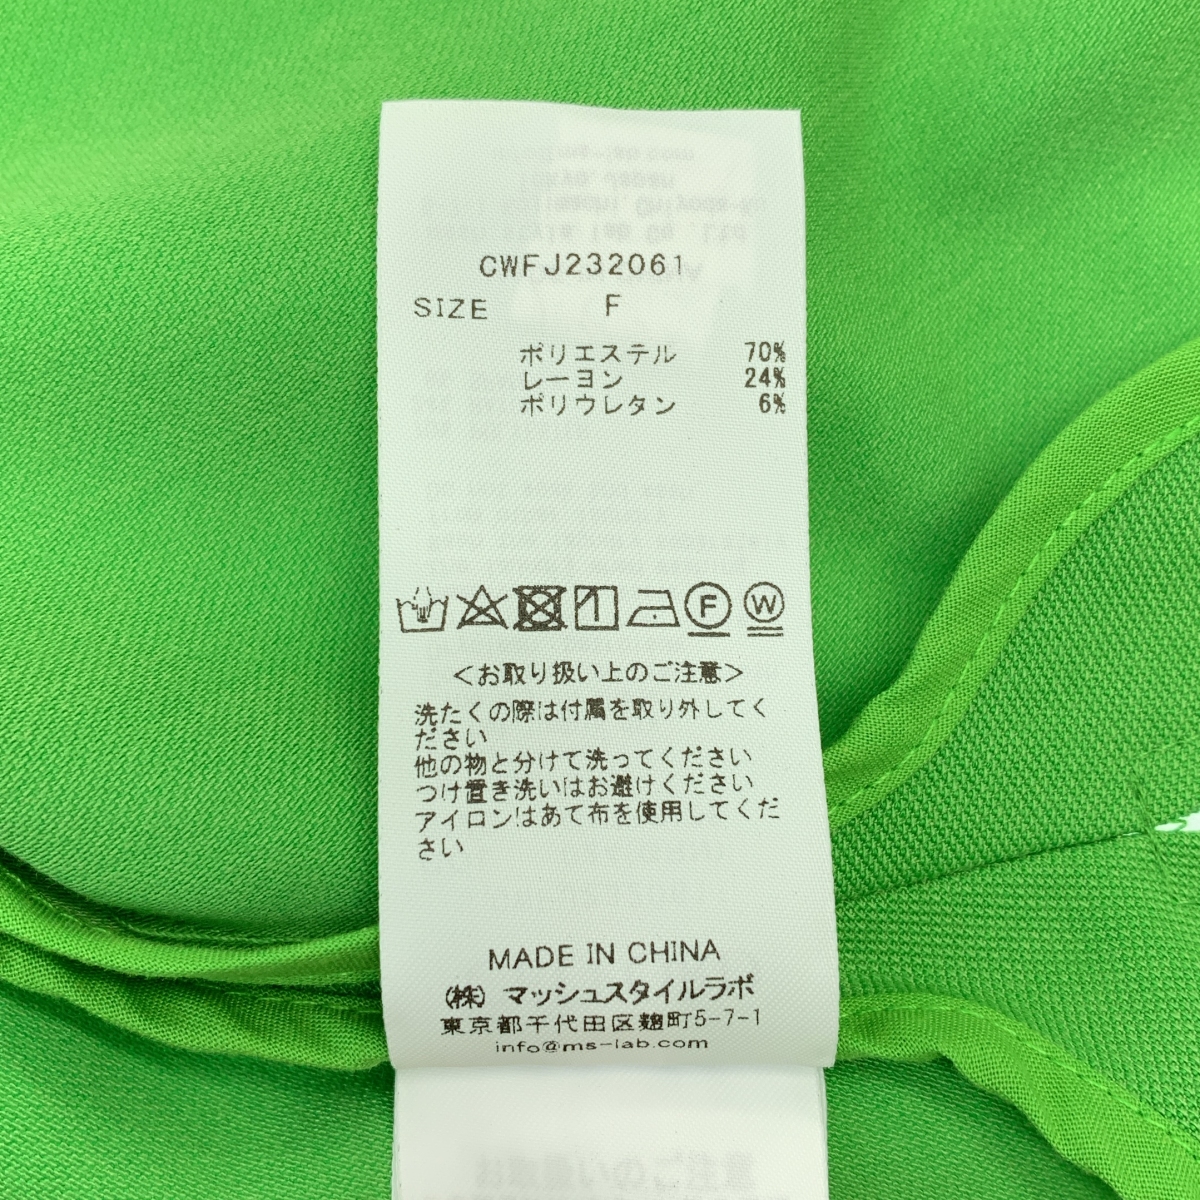 CWFJ232061
SIZE F
ポリエステル 70%
レーヨン 24%
ポリウレタン 6%
F W
＜お取り扱い上のご注意＞
洗たくの際は付属を取り外してく
ださい
他の物と分けて洗ってください
つけ置き洗いはお避けください
アイロンはあて布を使用してくだ
さい
MADE IN CHINA
(株) マッシュスタイルラボ
東京都千代田区麹町5-7-1
info@ms-lab.com